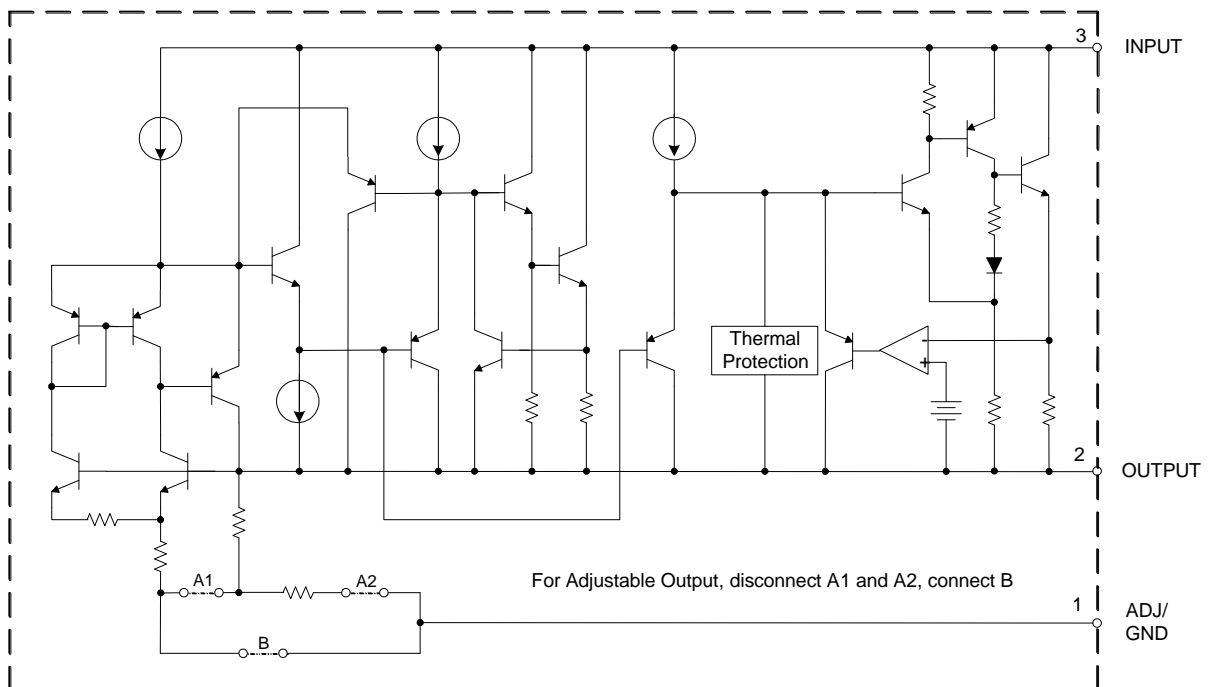 3
INPUT
Thermal
Protection
-
+
2
OUTPUT
A1
A2
For Adjustable Output, disconnect A1 and A2, connect B
1
ADJ/
GND
B